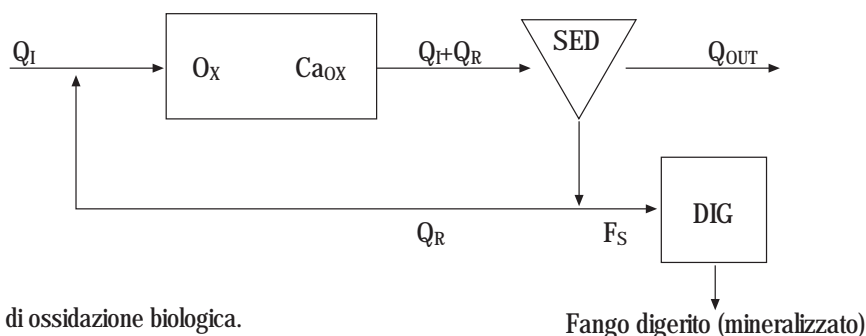 SED
Q_I
Q_I+Q_R
Q_OUT
O_X
Ca_OX
DIG
Q_R
F_S
di ossidazione biologica.
Fango digerito (mineralizzato)